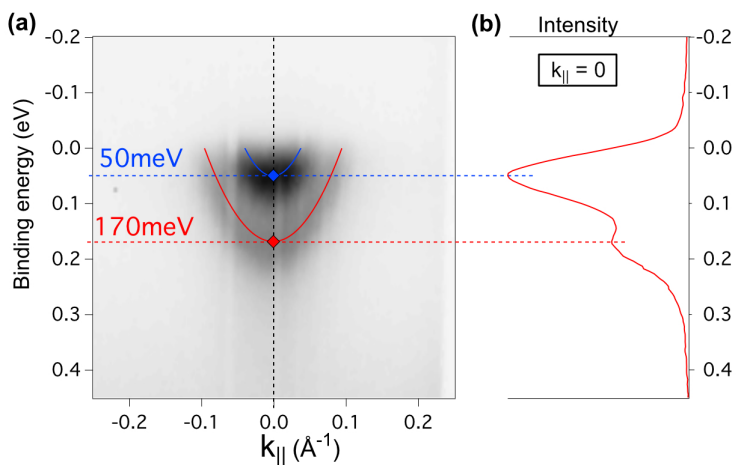 (a)
(b)
Intensity
k|| = 0
-0.2
-0.1
0.0
0.1
0.2
0.3
0.4
Binding energy (eV)
50meV
170meV
-0.2
-0.1
0.0
0.1
0.2
k|| (Å-1)
-0.2
-0.1
0.0
0.1
0.2
0.3
0.4